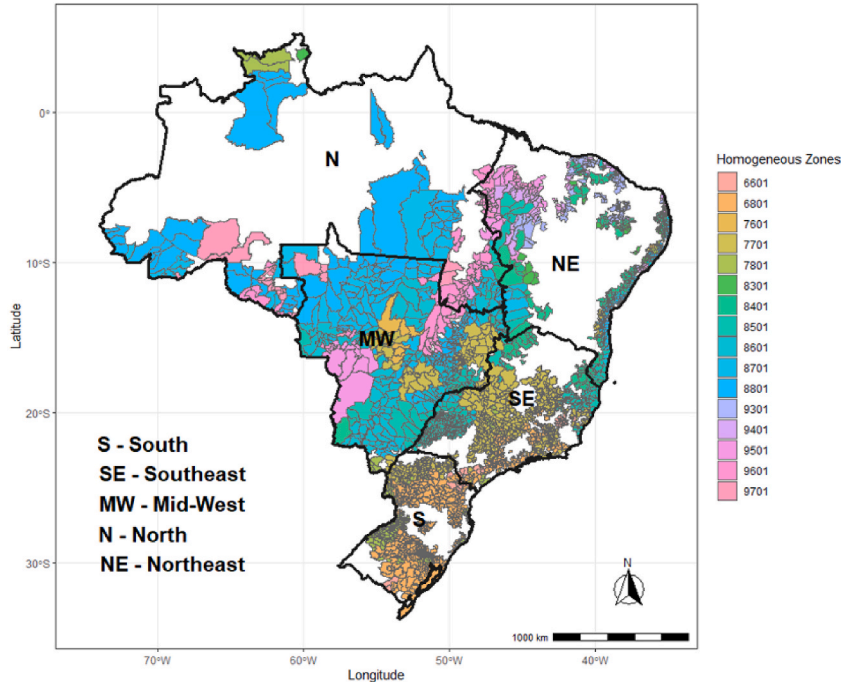 0°
10°S
20°S
30°S
Latitude
70°W
60°W
50°W
40°W
Longitude
N
NE
MW
SE
S
S - South
SE - Southeast
MW - Mid-West
N - North
NE - Northeast
N
1000 km
Homogeneous Zones
6601
6801
7601
7701
7801
8301
8401
8501
8601
8701
8801
9301
9401
9501
9601
9701